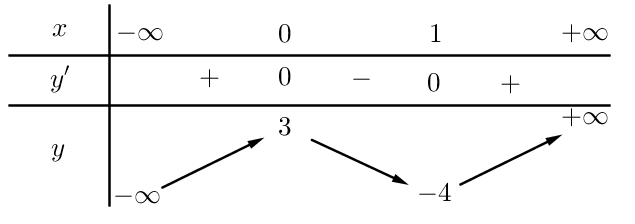 x −∞ 0 1 +∞
y′ + 0 − 0 +
y −∞ 3 −4 +∞